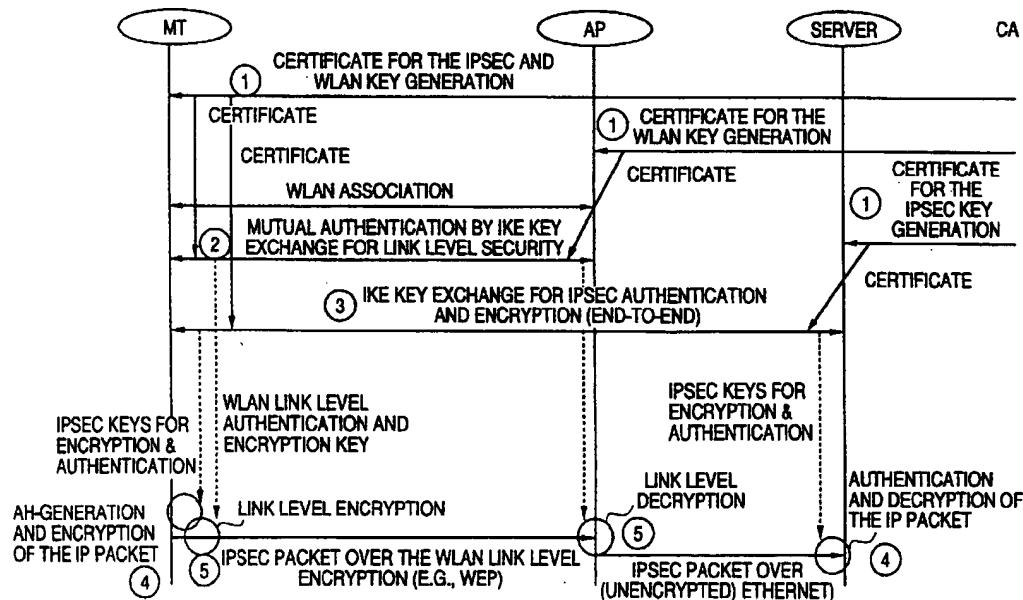 MT
AP
SERVER
CA
CERTIFICATE FOR THE IPSEC AND
WLAN KEY GENERATION
1
CERTIFICATE
CERTIFICATE
CERTIFICATE FOR THE
WLAN KEY GENERATION
1
CERTIFICATE
WLAN ASSOCIATION
CERTIFICATE
FOR THE
IPSEC KEY
GENERATION
1
CERTIFICATE
MUTUAL AUTHENTICATION BY IKE KEY
EXCHANGE FOR LINK LEVEL SECURITY
2
IKE KEY EXCHANGE FOR IPSEC AUTHENTICATION
AND ENCRYPTION (END-TO-END)
3
IPSEC KEYS FOR
ENCRYPTION &
AUTHENTICATION
WLAN LINK LEVEL
AUTHENTICATION AND
ENCRYPTION KEY
IPSEC KEYS FOR
ENCRYPTION &
AUTHENTICATION
AH-GENERATION
AND ENCRYPTION
OF THE IP PACKET
4
LINK LEVEL ENCRYPTION
5
IPSEC PACKET OVER THE WLAN LINK LEVEL
ENCRYPTION (E.G., WEP)
LINK LEVEL
DECRYPTION
5
IPSEC PACKET OVER
(UNENCRYPTED) ETHERNET
AUTHENTICATION
AND DECRYPTION OF
THE IP PACKET
4